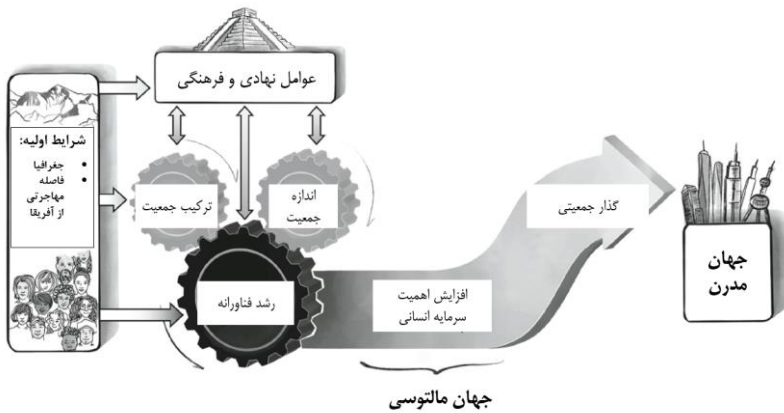 عوامل نهادی و فرهنگی
شرایط اولیه:
• جغرافیا
• فاصله
مهاجرتی
از آفریقا
ترکیب جمعیت
اندازه
جمعیت
رشد فناورانه
افزایش اهمیت
سرمایه انسانی
گذار جمعیتی
جهان
مدرن
جهان مالتوسی